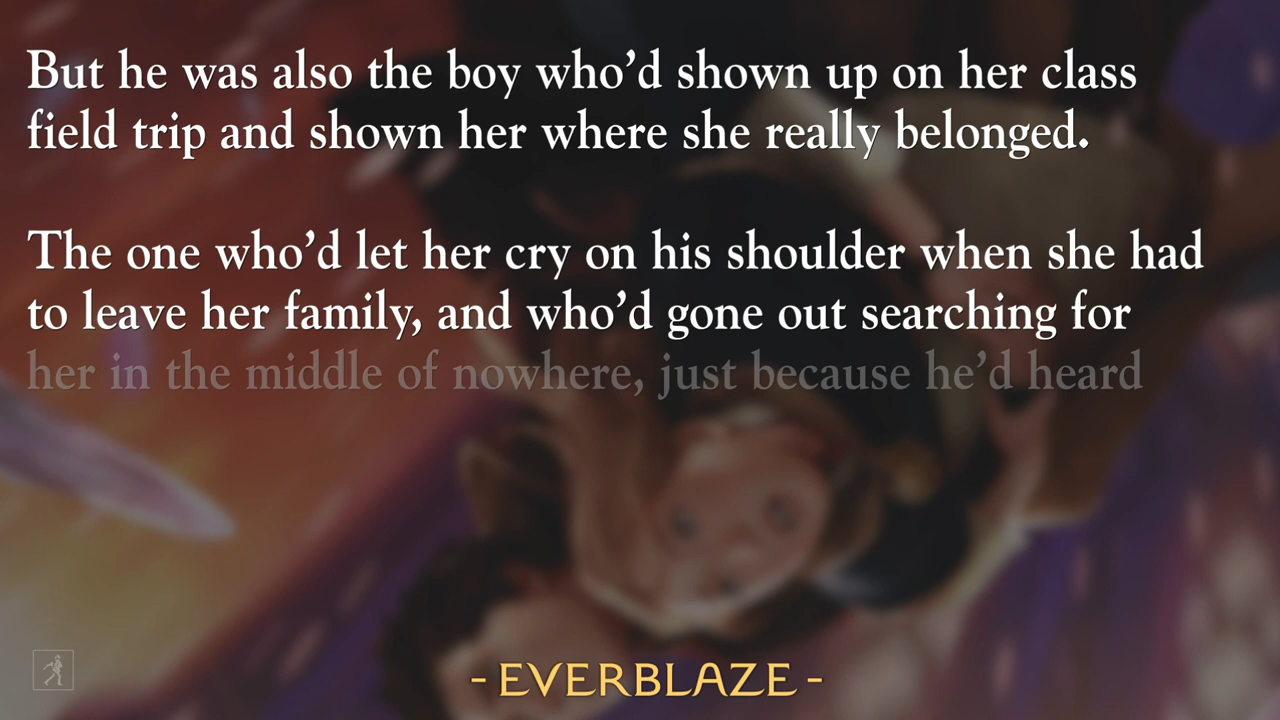 But he was also the boy who’d shown up on her class
field trip and shown her where she really belonged.
The one who’d let her cry on his shoulder when she had
to leave her family, and who’d gone out searching for
her in the middle of nowhere, just because he’d heard
- EVERBLAZE -